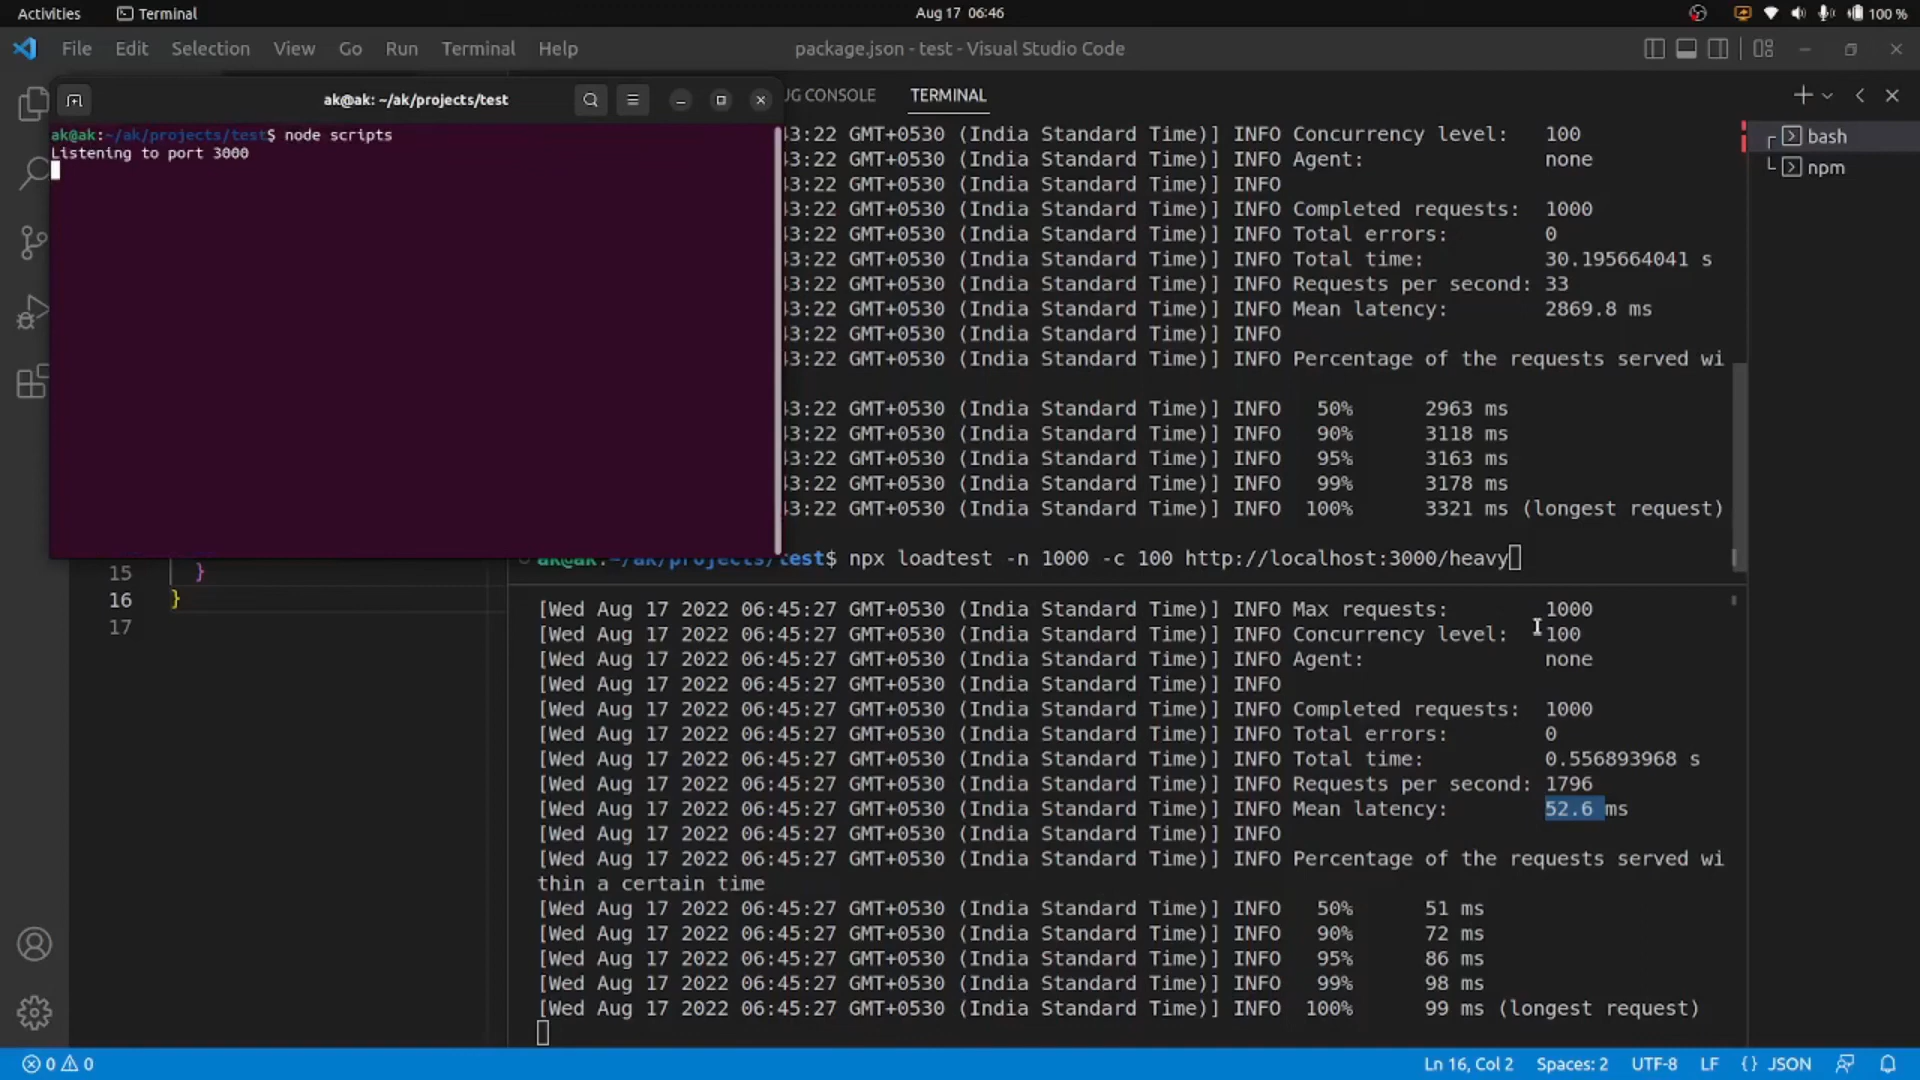 Activities
Terminal
Aug 17 06:46
100 %
File Edit Selection View Go Run Terminal Help
package.json - test - Visual Studio Code
ak@ak: ~/ak/projects/test
ak@ak:~/ak/projects/test$ node scripts
Listening to port 3000
UG CONSOLE
TERMINAL
bash
npm
43:22 GMT+0530 (India Standard Time)] INFO Concurrency level: 100
43:22 GMT+0530 (India Standard Time)] INFO Agent: none
43:22 GMT+0530 (India Standard Time)] INFO
43:22 GMT+0530 (India Standard Time)] INFO Completed requests: 1000
43:22 GMT+0530 (India Standard Time)] INFO Total errors: 0
43:22 GMT+0530 (India Standard Time)] INFO Total time: 30.195664041 s
43:22 GMT+0530 (India Standard Time)] INFO Requests per second: 33
43:22 GMT+0530 (India Standard Time)] INFO Mean latency: 2869.8 ms
43:22 GMT+0530 (India Standard Time)] INFO
43:22 GMT+0530 (India Standard Time)] INFO Percentage of the requests served wi
43:22 GMT+0530 (India Standard Time)] INFO 50% 2963 ms
43:22 GMT+0530 (India Standard Time)] INFO 90% 3118 ms
43:22 GMT+0530 (India Standard Time)] INFO 95% 3163 ms
43:22 GMT+0530 (India Standard Time)] INFO 99% 3178 ms
43:22 GMT+0530 (India Standard Time)] INFO 100% 3321 ms (longest request)
ak@ak:~/ak/projects/test$ npx loadtest -n 1000 -c 100 http://localhost:3000/heavy
15 }
16 }
17
[Wed Aug 17 2022 06:45:27 GMT+0530 (India Standard Time)] INFO Max requests: 1000
[Wed Aug 17 2022 06:45:27 GMT+0530 (India Standard Time)] INFO Concurrency level: 100
[Wed Aug 17 2022 06:45:27 GMT+0530 (India Standard Time)] INFO Agent: none
[Wed Aug 17 2022 06:45:27 GMT+0530 (India Standard Time)] INFO
[Wed Aug 17 2022 06:45:27 GMT+0530 (India Standard Time)] INFO Completed requests: 1000
[Wed Aug 17 2022 06:45:27 GMT+0530 (India Standard Time)] INFO Total errors: 0
[Wed Aug 17 2022 06:45:27 GMT+0530 (India Standard Time)] INFO Total time: 0.556893968 s
[Wed Aug 17 2022 06:45:27 GMT+0530 (India Standard Time)] INFO Requests per second: 1796
[Wed Aug 17 2022 06:45:27 GMT+0530 (India Standard Time)] INFO Mean latency: 52.6 ms
[Wed Aug 17 2022 06:45:27 GMT+0530 (India Standard Time)] INFO
[Wed Aug 17 2022 06:45:27 GMT+0530 (India Standard Time)] INFO Percentage of the requests served wi
thin a certain time
[Wed Aug 17 2022 06:45:27 GMT+0530 (India Standard Time)] INFO 50% 51 ms
[Wed Aug 17 2022 06:45:27 GMT+0530 (India Standard Time)] INFO 90% 72 ms
[Wed Aug 17 2022 06:45:27 GMT+0530 (India Standard Time)] INFO 95% 86 ms
[Wed Aug 17 2022 06:45:27 GMT+0530 (India Standard Time)] INFO 99% 98 ms
[Wed Aug 17 2022 06:45:27 GMT+0530 (India Standard Time)] INFO 100% 99 ms (longest request)
0 0
Ln 16, Col 2 Spaces: 2 UTF-8 LF {} JSON